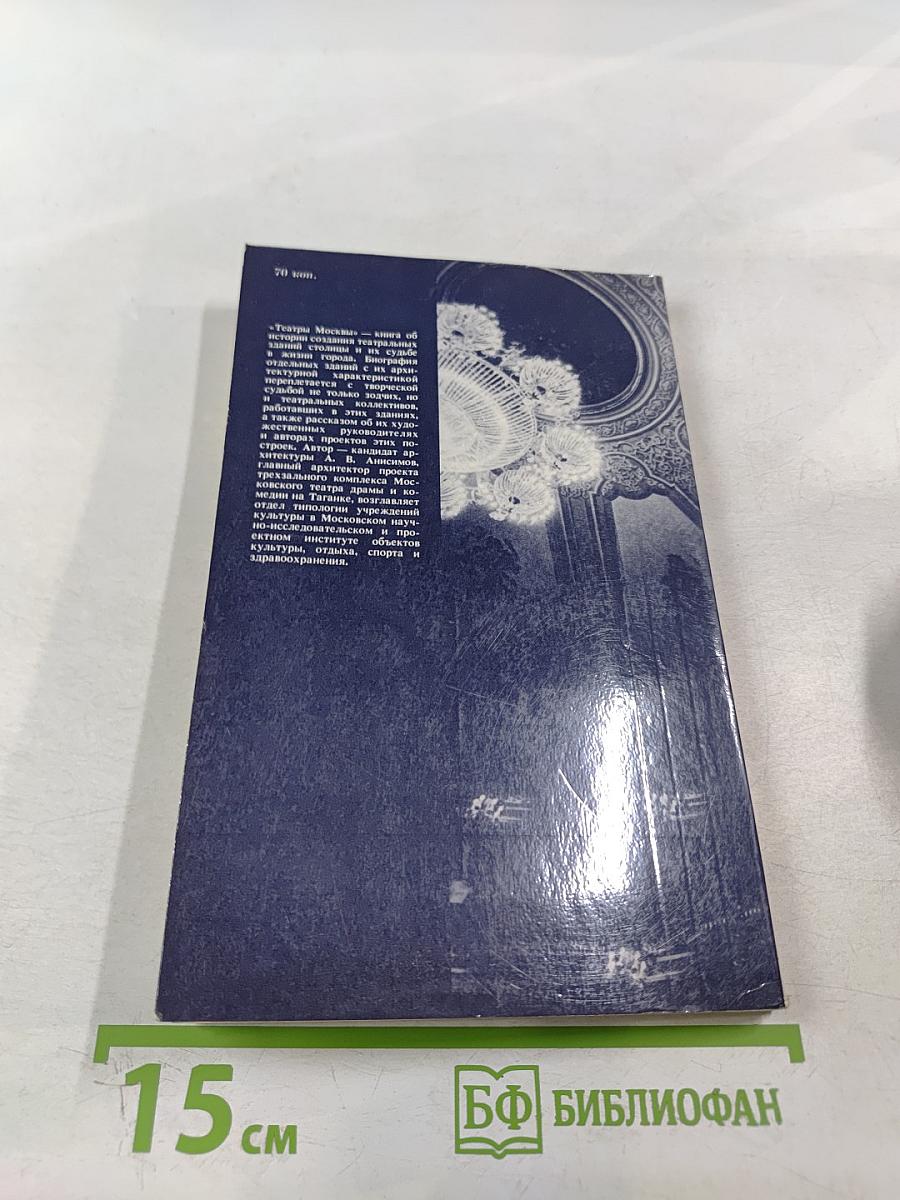 70 коп.
«Театры Москвы» — книга об
истории создания театральных
зданий столицы и их судьбе
в жизни города. Биография
отдельных зданий с их архи-
тектурной характеристикой
переплетается с творческой
судьбой не только зодчих, но
и театральных коллективов,
работавших в этих зданиях,
а также рассказом об их худо-
жественных руководителях
и авторах проектов этих по-
строек. Автор — кандидат ар-
хитектуры А. В. Анисимов,
главный архитектор проекта
трехзального комплекса Мос-
ковского театра драмы и ко-
медии на Таганке, возглавляет
отдел типологии учреждений
культуры в Московском науч-
но-исследовательском и про-
ектном институте объектов
культуры, отдыха, спорта и
здравоохранения.
15 см
БФ БИБЛИОФАН